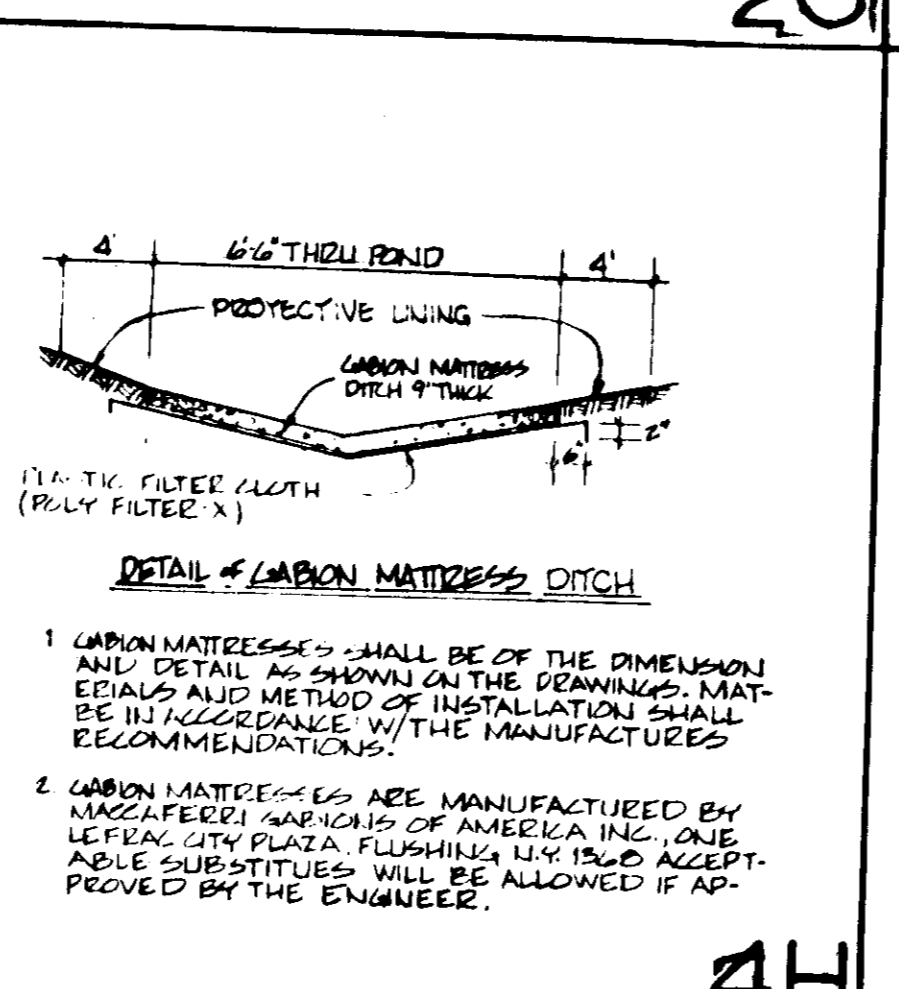 4' 6'-6" THRU POND 4'
PROTECTIVE LINING
GABION MATTRESS
DITCH 9" THICK
2"
6"
FILTER CLOTH
(POLY FILTER X)
DETAIL of GABION MATTRESS DITCH
1 GABION MATTRESSES SHALL BE OF THE DIMENSION
AND DETAIL AS SHOWN ON THE DRAWINGS. MAT-
ERIALS AND METHOD OF INSTALLATION SHALL
BE IN ACCORDANCE W/THE MANUFACTURES
RECOMMENDATIONS.
2. GABION MATTRESSES ARE MANUFACTURED BY
MACCAFERRI GABIONS OF AMERICA INC., ONE
LEFRAC CITY PLAZA. FLUSHING N.Y. 1368 ACCEPT-
ABLE SUBSTITUES WILL BE ALLOWED IF AP-
PROVED BY THE ENGINEER.